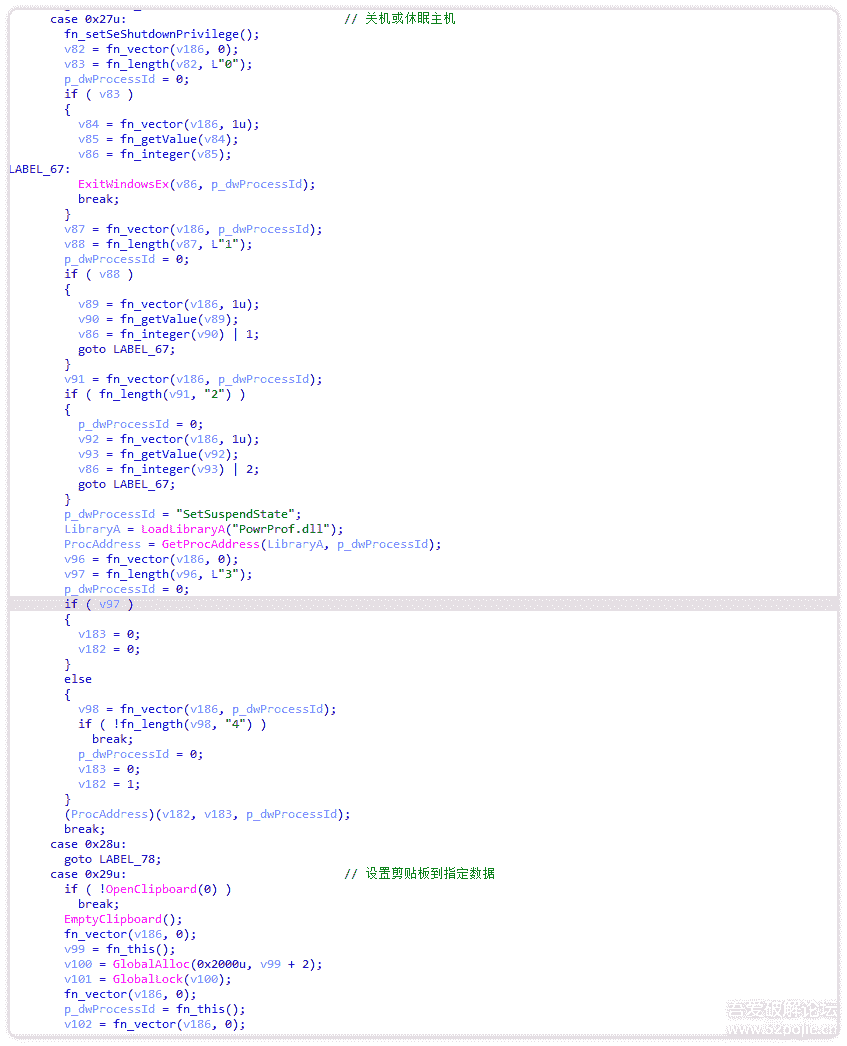 case 0x27u: // 关机或休眠主机
fn_setSeShutdownPrivilege();
v82 = fn_vector(v186, 0);
v83 = fn_length(v82, L"0");
p_dwProcessId = 0;
if ( v83 )
{
v84 = fn_vector(v186, 1u);
v85 = fn_getValue(v84);
v86 = fn_integer(v85);
LABEL_67:
ExitWindowsEx(v86, p_dwProcessId);
break;
}
v87 = fn_vector(v186, p_dwProcessId);
v88 = fn_length(v87, L"1");
p_dwProcessId = 0;
if ( v88 )
{
v89 = fn_vector(v186, 1u);
v90 = fn_getValue(v89);
v86 = fn_integer(v90) | 1;
goto LABEL_67;
}
v91 = fn_vector(v186, p_dwProcessId);
if ( fn_length(v91, "2") )
{
p_dwProcessId = 0;
v92 = fn_vector(v186, 1u);
v93 = fn_getValue(v92);
v86 = fn_integer(v93) | 2;
goto LABEL_67;
}
p_dwProcessId = "SetSuspendState";
LibraryA = LoadLibraryA("PowrProf.dll");
ProcAddress = GetProcAddress(LibraryA, p_dwProcessId);
v96 = fn_vector(v186, 0);
v97 = fn_length(v96, L"3");
p_dwProcessId = 0;
if ( v97 )
{
v183 = 0;
v182 = 0;
}
else
{
v98 = fn_vector(v186, p_dwProcessId);
if ( !fn_length(v98, "4") )
break;
p_dwProcessId = 0;
v183 = 0;
v182 = 1;
}
(ProcAddress)(v182, v183, p_dwProcessId);
break;
case 0x28u:
goto LABEL_78;
case 0x29u: // 设置剪贴板到指定数据
if ( !OpenClipboard(0) )
break;
EmptyClipboard();
fn_vector(v186, 0);
v99 = fn_this();
v100 = GlobalAlloc(0x2000u, v99 + 2);
v101 = GlobalLock(v100);
fn_vector(v186, 0);
p_dwProcessId = fn_this();
v102 = fn_vector(v186, 0);
吾爱破解论坛
www.52pojie.cn